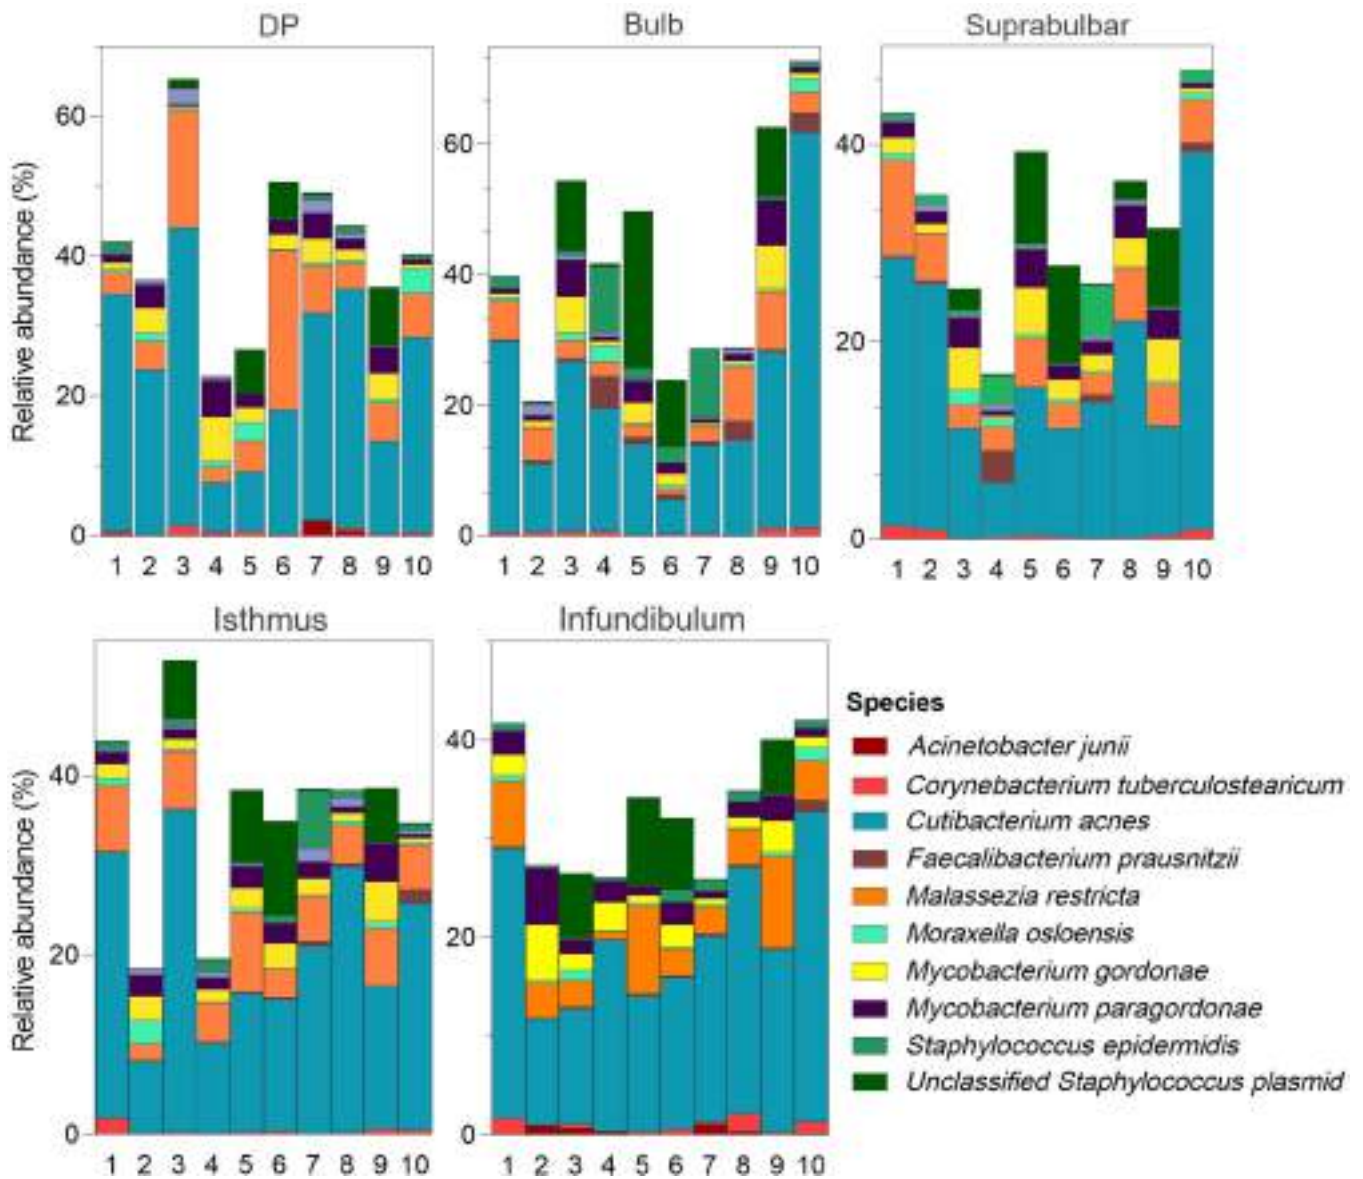 DP
Bulb
Suprabulbar
Relative abundance (%)
60
40
20
0
1 2 3 4 5 6 7 8 9 10
60
40
20
0
1 2 3 4 5 6 7 8 9 10
40
20
0
1 2 3 4 5 6 7 8 9 10
Isthmus
Infundibulum
Relative abundance (%)
40
20
0
1 2 3 4 5 6 7 8 9 10
40
20
0
1 2 3 4 5 6 7 8 9 10
Species
Acinetobacter junii
Corynebacterium tuberculostearicum
Cutibacterium acnes
Faecalibacterium prausnitzii
Malassezia restricta
Moraxella osloensis
Mycobacterium gordonae
Mycobacterium paragordonae
Staphylococcus epidermidis
Unclassified Staphylococcus plasmid